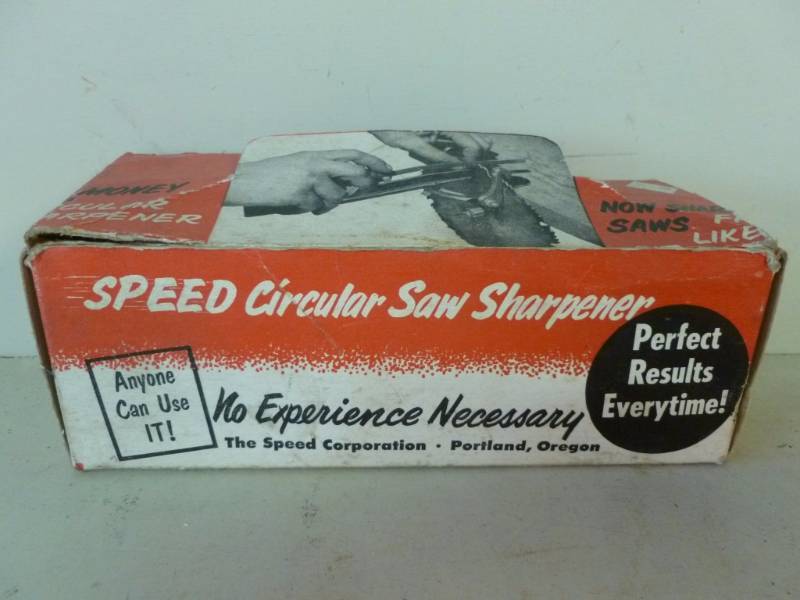 MONEY
SHARPENER
NOW
SAWS
LIKE
SPEED Circular Saw Sharpener
Perfect
Results
Everytime!
Anyone
Can Use
IT!
No Experience Necessary
The Speed Corporation · Portland, Oregon